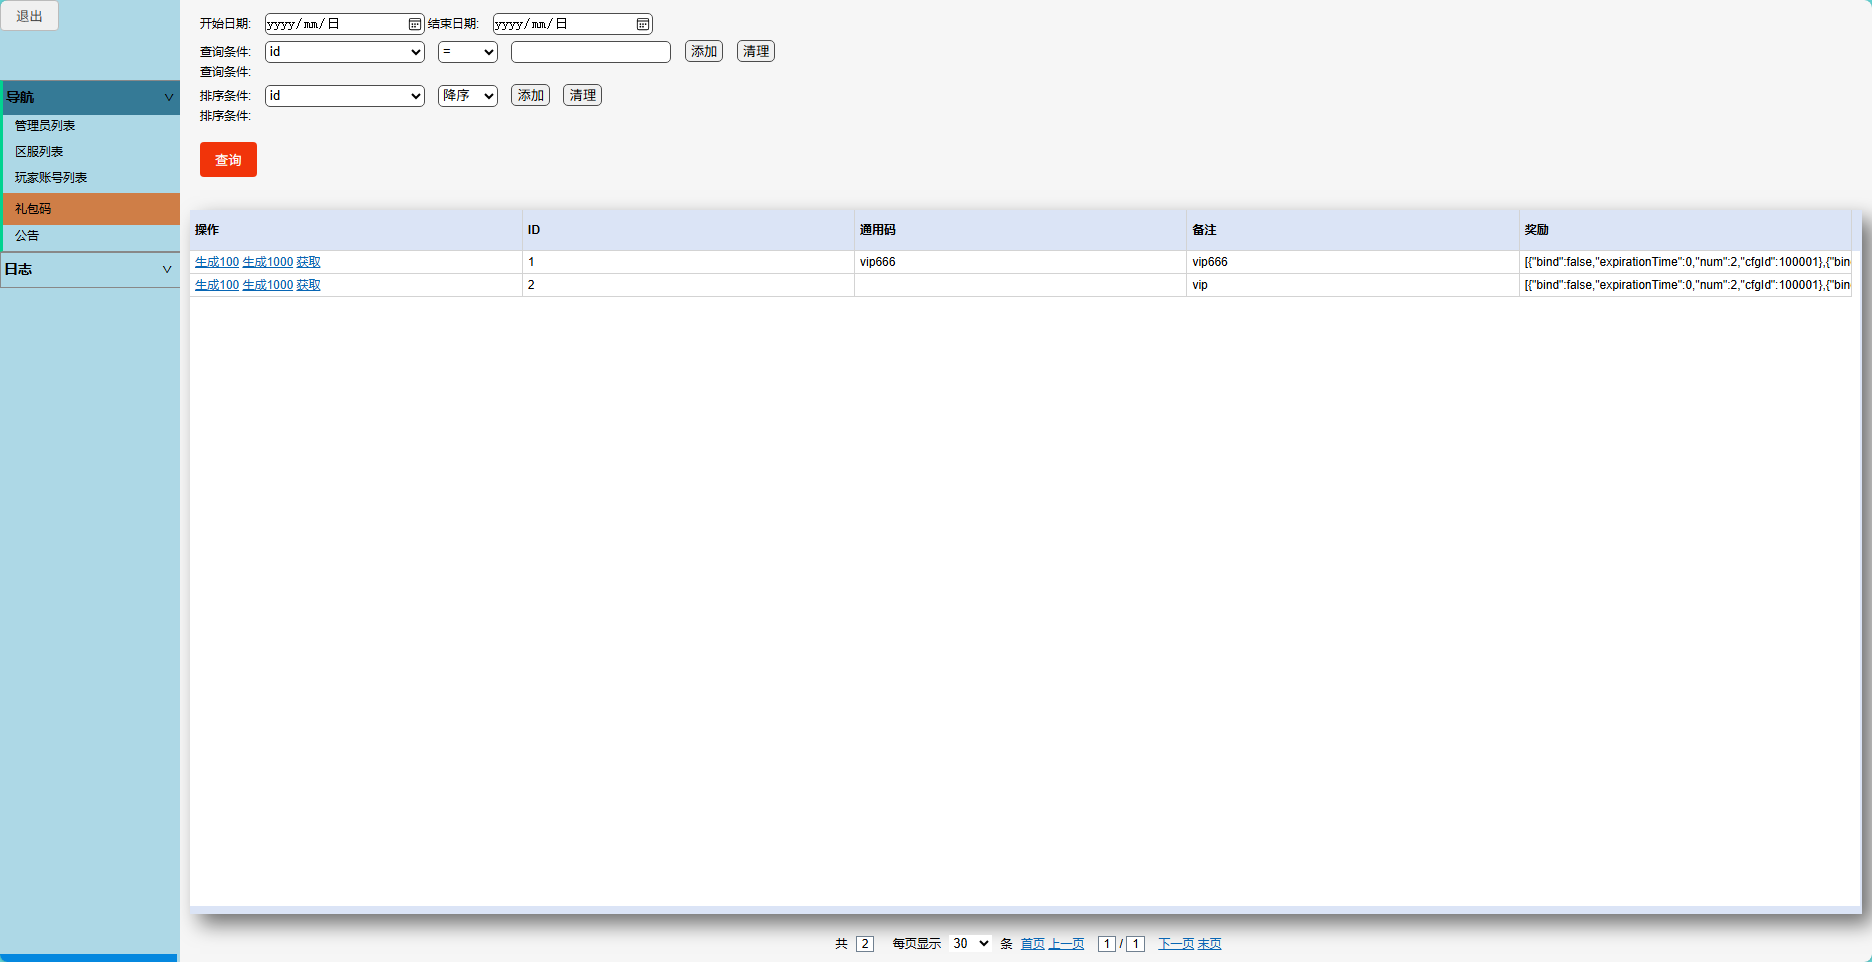 退出
导航
管理员列表
区服列表
玩家账号列表
礼包码
公告
日志
开始日期: yyyy/mm/日 结束日期: yyyy/mm/日
查询条件: id = 添加 清理
查询条件:
排序条件: id 降序 添加 清理
排序条件:
查询
操作 ID 通用码 备注 奖励
生成100 生成1000 获取 1 vip666 vip666 [{"bind":false,"expirationTime":0,"num":2,"cfgId":100001},{"bin
生成100 生成1000 获取 2 vip [{"bind":false,"expirationTime":0,"num":2,"cfgId":100001},{"bin
共 2 每页显示 30 条 首页 上一页 1 / 1 下一页 末页